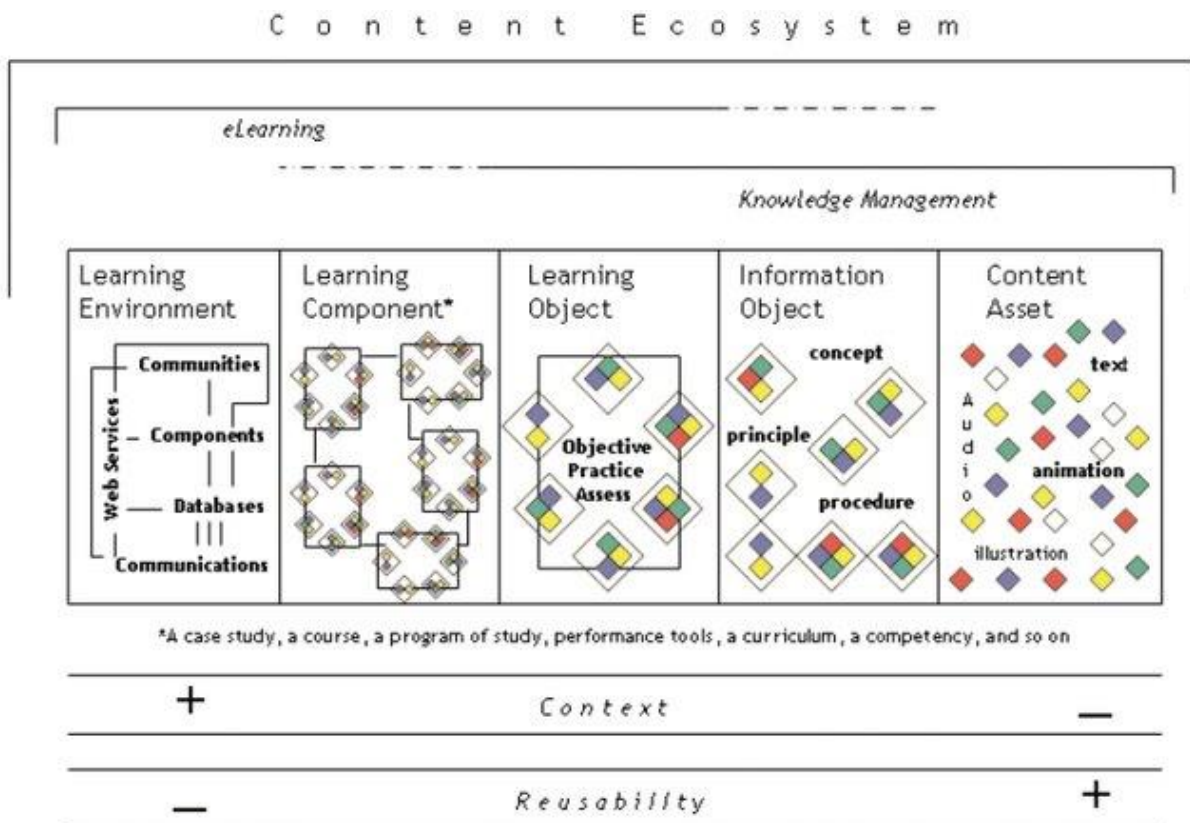 Content Ecosystem
eLearning
Knowledge Management
Learning
Environment
Communities
Web Services
Components
Databases
Communications
Learning
Component*
Learning
Object
Objective
Practice
Assess
Information
Object
concept
principle
procedure
Content
Asset
text
Audio
animation
illustration
*A case study, a course, a program of study, performance tools, a curriculum, a competency, and so on
+ Context −
− Reusability +